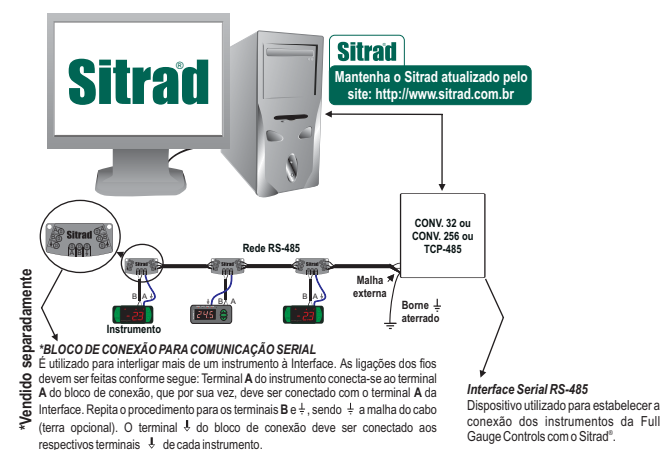 Sitrad®
Sitrad
Mantenha o Sitrad atualizado pelo
site: http://www.sitrad.com.br
CONV. 32 ou
CONV. 256 ou
TCP-485
Sitrad
Rede RS-485
Sitrad
Sitrad
Sitrad
Malha
externa
B A
B A
B A
Borne ⏚
aterrado
-23
245
-23
Instrumento
*Vendido separadamente
*BLOCO DE CONEXÃO PARA COMUNICAÇÃO SERIAL
É utilizado para interligar mais de um instrumento à Interface. As ligações dos fios
devem ser feitas conforme segue: Terminal A do instrumento conecta-se ao terminal
A do bloco de conexão, que por sua vez, deve ser conectado com o terminal A da
Interface. Repita o procedimento para os terminais B e ⏚, sendo ⏚ a malha do cabo
(terra opcional). O terminal ⏚ do bloco de conexão deve ser conectado aos
respectivos terminais ⏚ de cada instrumento.
Interface Serial RS-485
Dispositivo utilizado para estabelecer a
conexão dos instrumentos da Full
Gauge Controls com o Sitrad®.